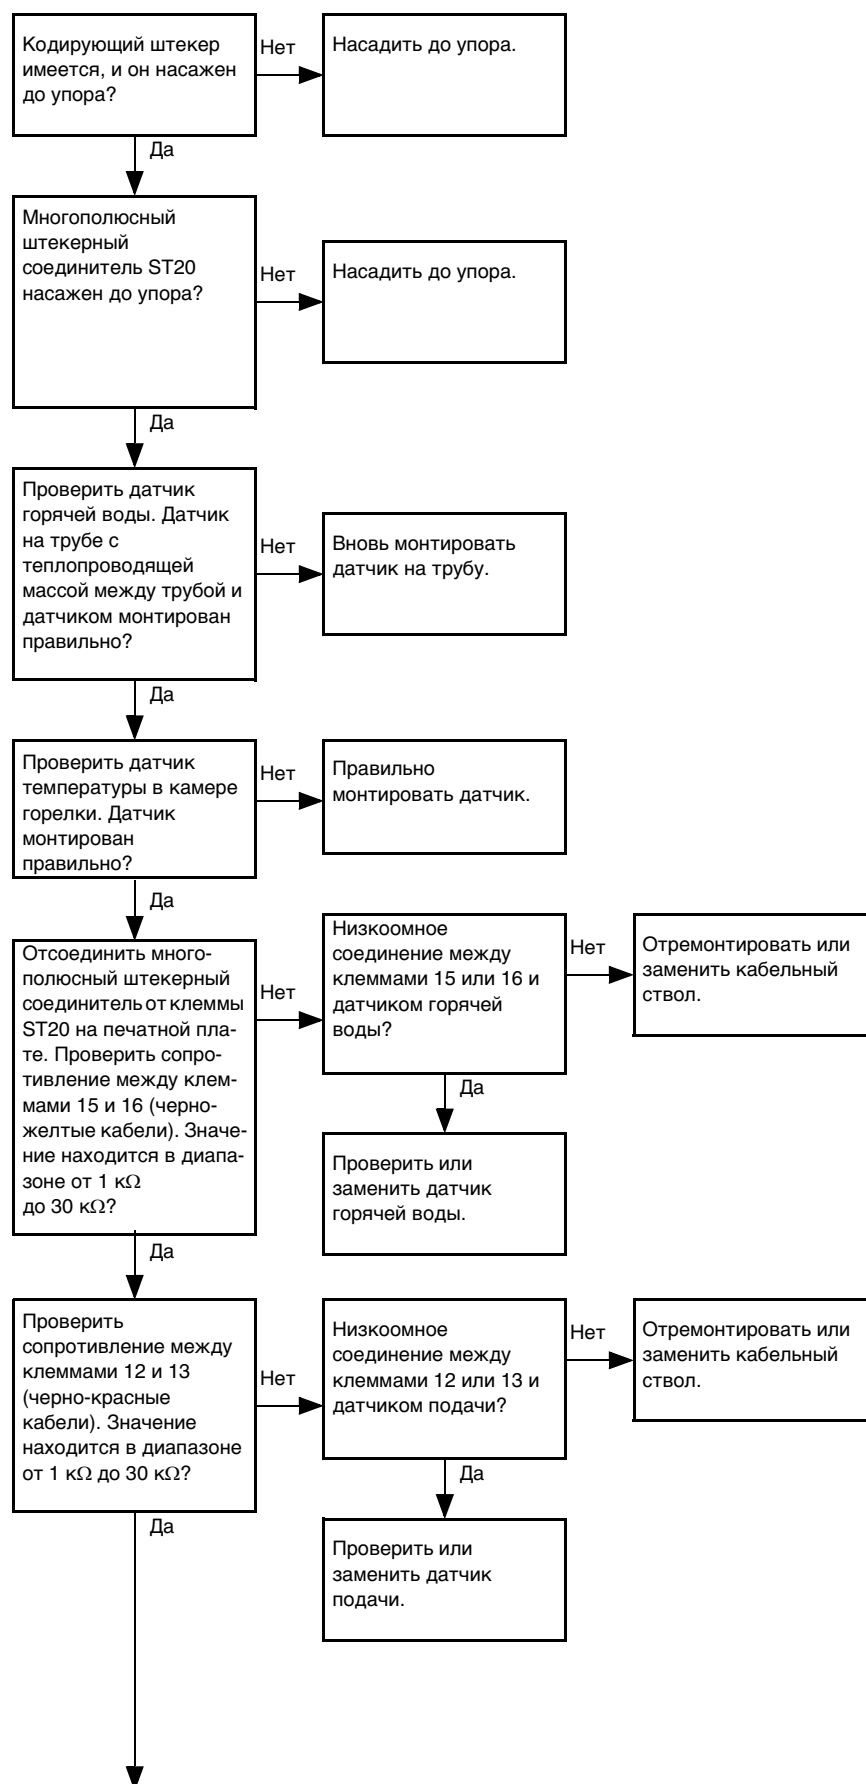 Кодирующий штекер
имеется, и он насажен
до упора?
Нет
Насадить до упора.
Да
Многополюсный
штекерный
соединитель ST20
насажен до упора?
Нет
Насадить до упора.
Да
Проверить датчик
горячей воды. Датчик
на трубе с
теплопроводящей
массой между трубой и
датчиком монтирован
правильно?
Нет
Вновь монтировать
датчик на трубу.
Да
Проверить датчик
температуры в камере
горелки. Датчик
монтирован
правильно?
Нет
Правильно
монтировать датчик.
Да
Отсоединить много-
полюсный штекерный
соединитель от клеммы
ST20 на печатной пла-
те. Проверить сопро-
тивление между клем-
мами 15 и 16 (черно-
желтые кабели). Значе-
ние находится в диапа-
зоне от 1 кΩ
до 30 кΩ?
Нет
Низкоомное
соединение между
клеммами 15 или 16 и
датчиком горячей
воды?
Нет
Отремонтировать или
заменить кабельный
ствол.
Да
Проверить или
заменить датчик
горячей воды.
Да
Проверить
сопротивление между
клеммами 12 и 13
(черно-красные
кабели). Значение
находится в диапазоне
от 1 кΩ до 30 кΩ?
Нет
Низкоомное
соединение между
клеммами 12 или 13 и
датчиком подачи?
Нет
Отремонтировать или
заменить кабельный
ствол.
Да
Проверить или
заменить датчик
подачи.
Да